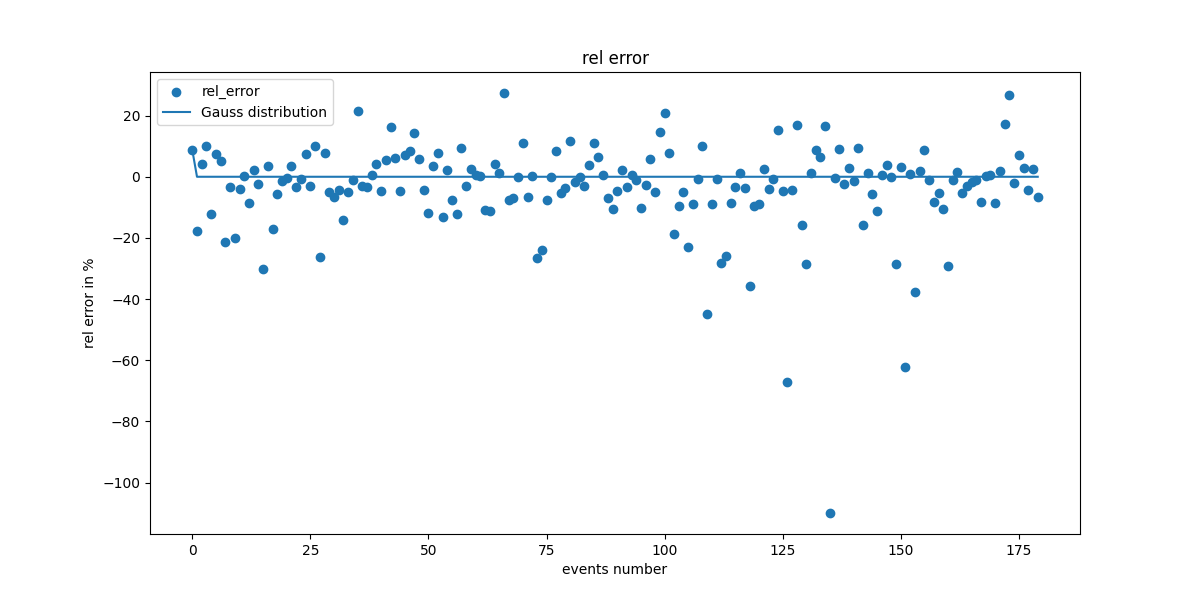 rel error
rel_error
Gauss distribution
rel error in %
20
0
−20
−40
−60
−80
−100
0 25 50 75 100 125 150 175
events number